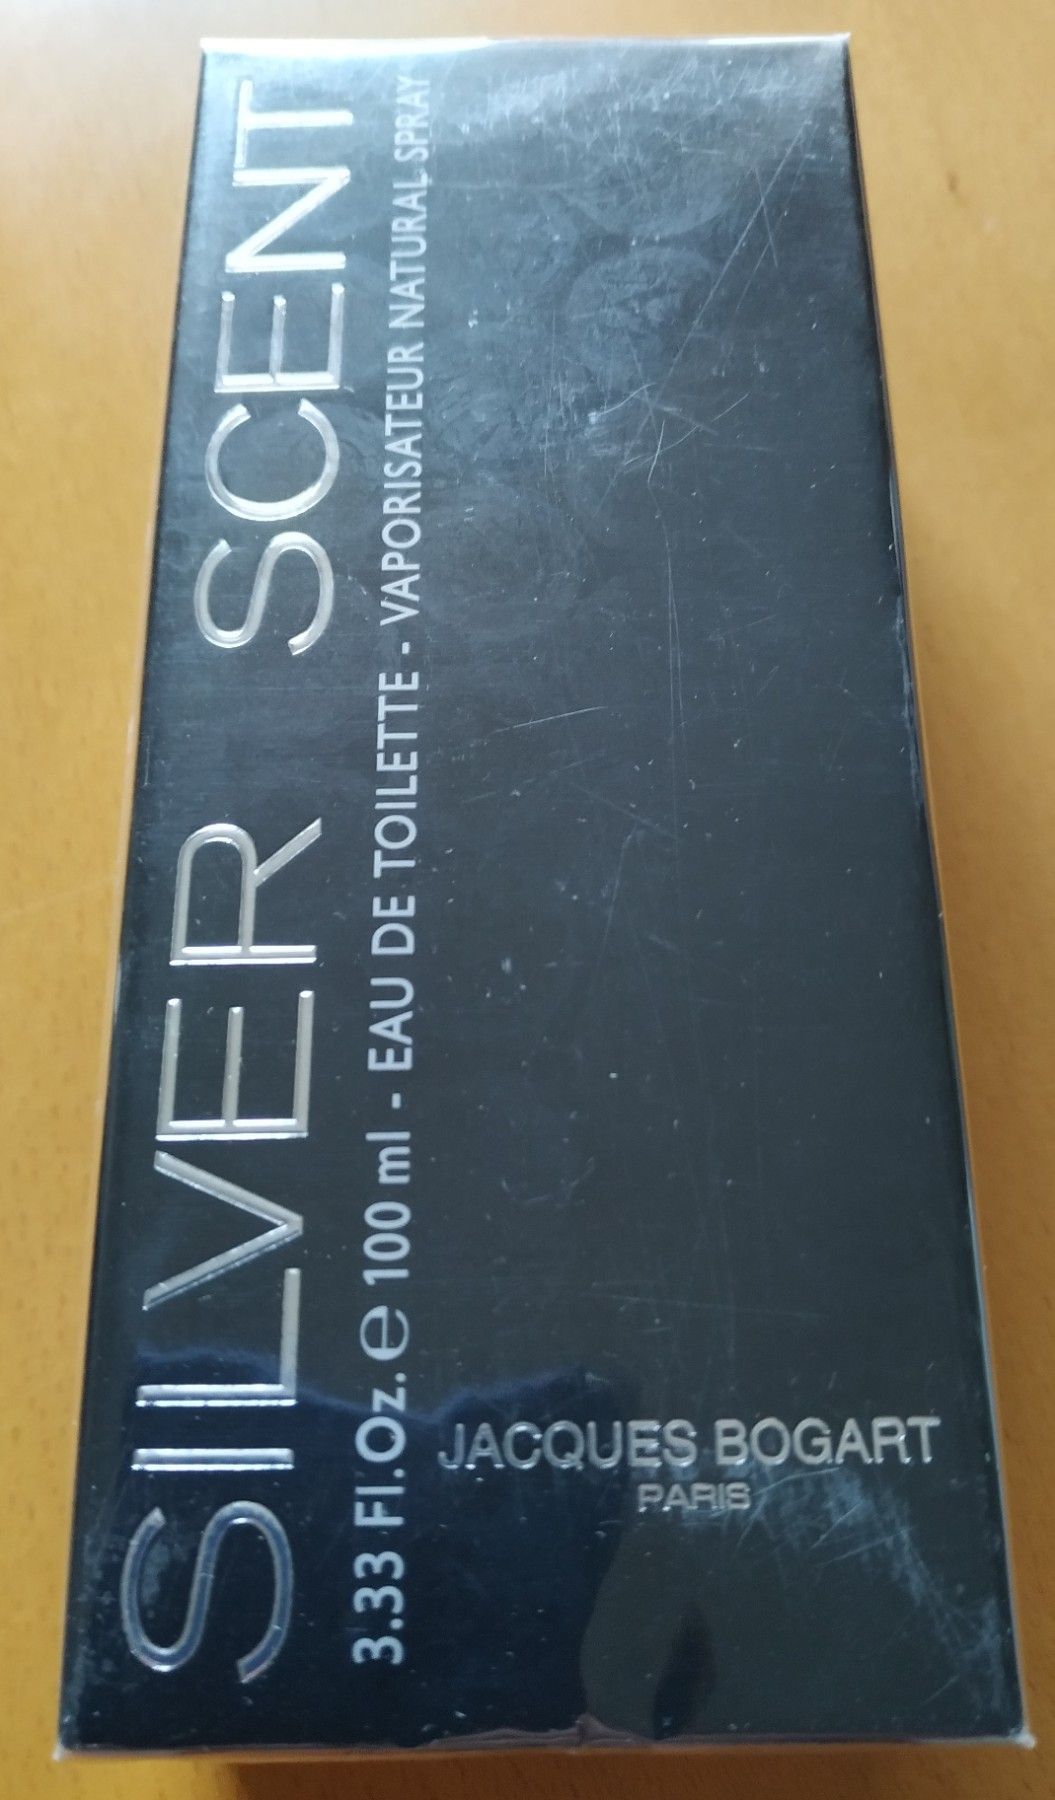 SILVER SCENT
3.33 Fl.Oz. ℮ 100 ml - EAU DE TOILETTE - VAPORISATEUR NATURAL SPRAY
JACQUES BOGART
PARIS